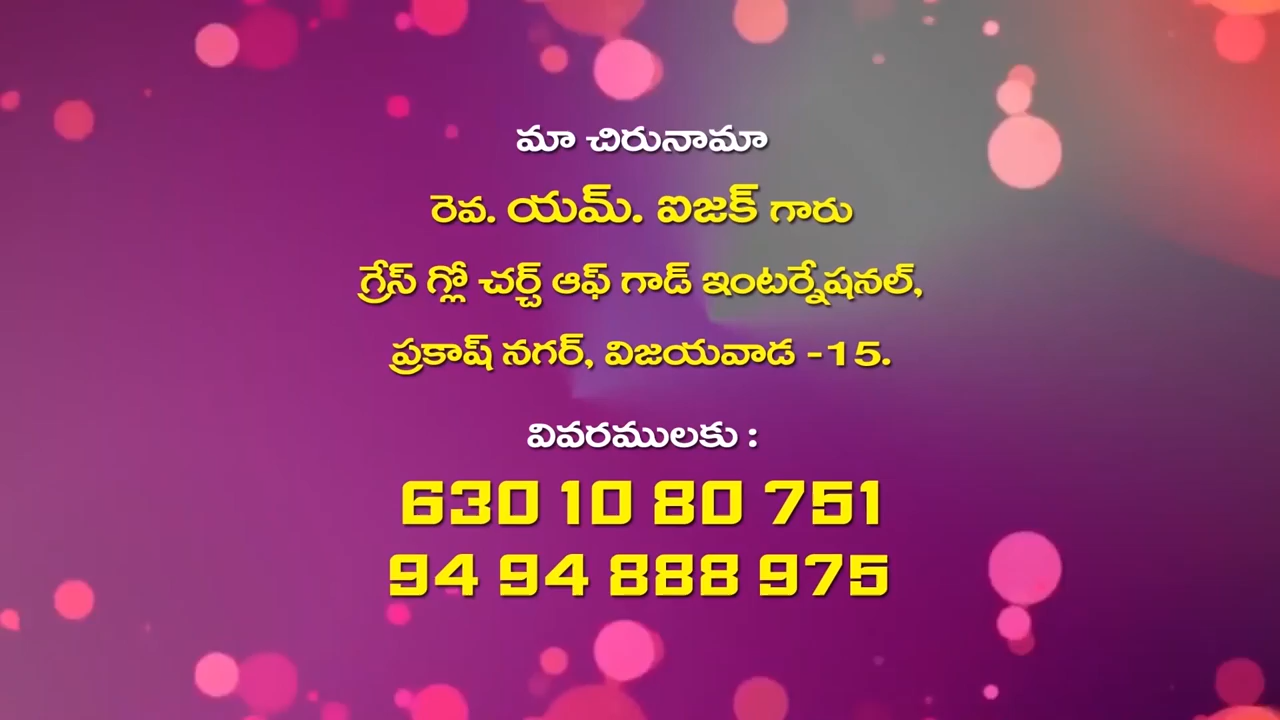 మా చిరునామా
రెవ. యమ్. ఐజక్ గారు
గ్రేస్ గ్లో చర్చ్ ఆఫ్ గాడ్ ఇంటర్నేషనల్,
ప్రకాష్ నగర్, విజయవాడ -15.
వివరములకు :
630 10 80 751
94 94 888 975